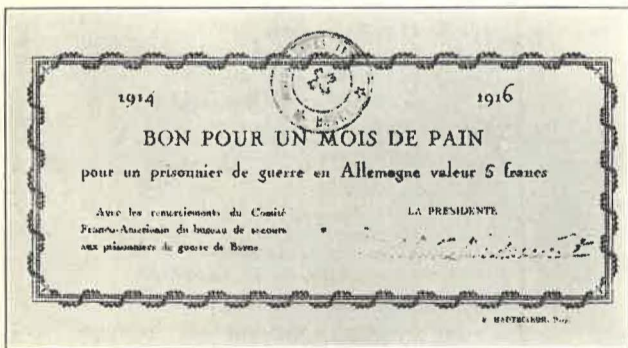 1914 1916
BON POUR UN MOIS DE PAIN
pour un prisonnier de guerre en Allemagne valeur 5 francs
Avec les remerciements du Comité
Franco-Américain du bureau de secours
aux prisonniers de guerre de Berne.
LA PRESIDENTE